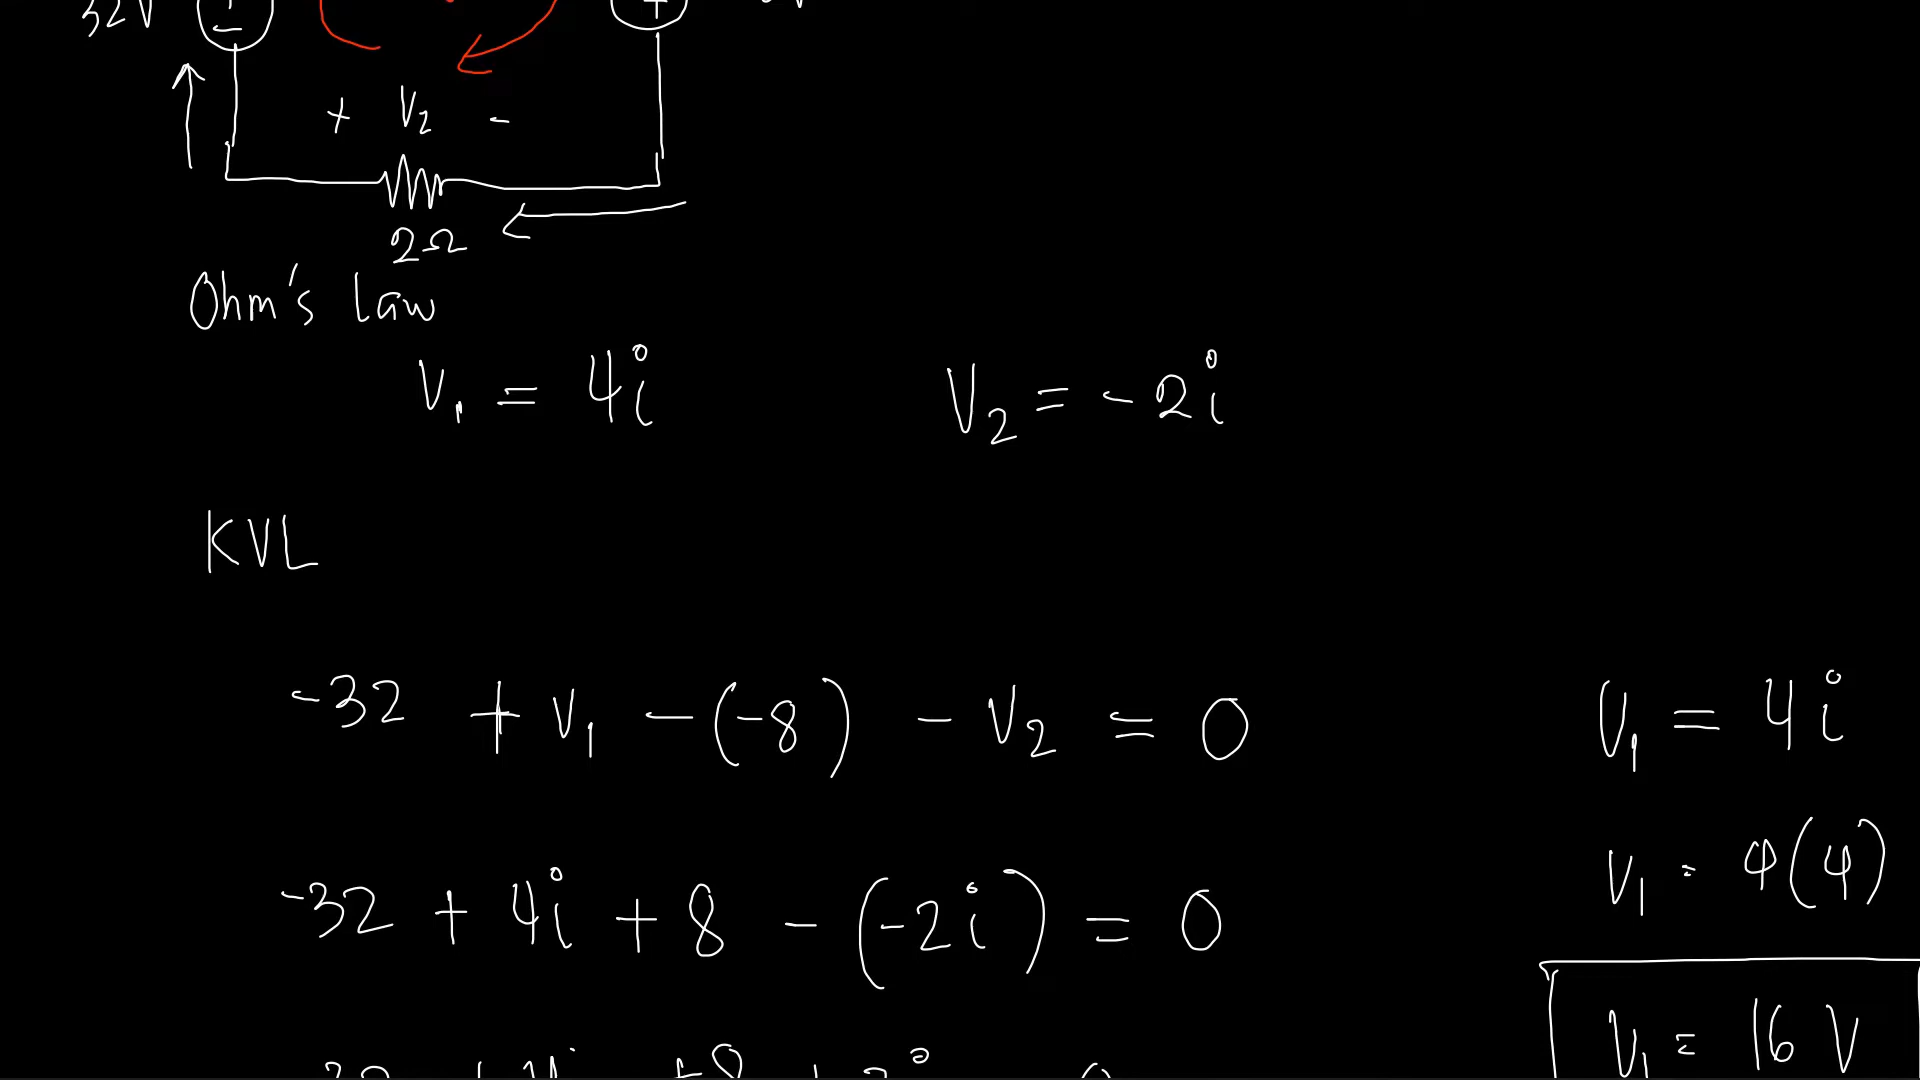 32V
+ V₂ -
2Ω
Ohm's Law
V₁ = 4i
V₂ = -2i
KVL
-32 + V₁ - (-8) - V₂ = 0
V₁ = 4i
V₁ = 4(4)
-32 + 4i + 8 - (-2i) = 0
V₁ = 16 V